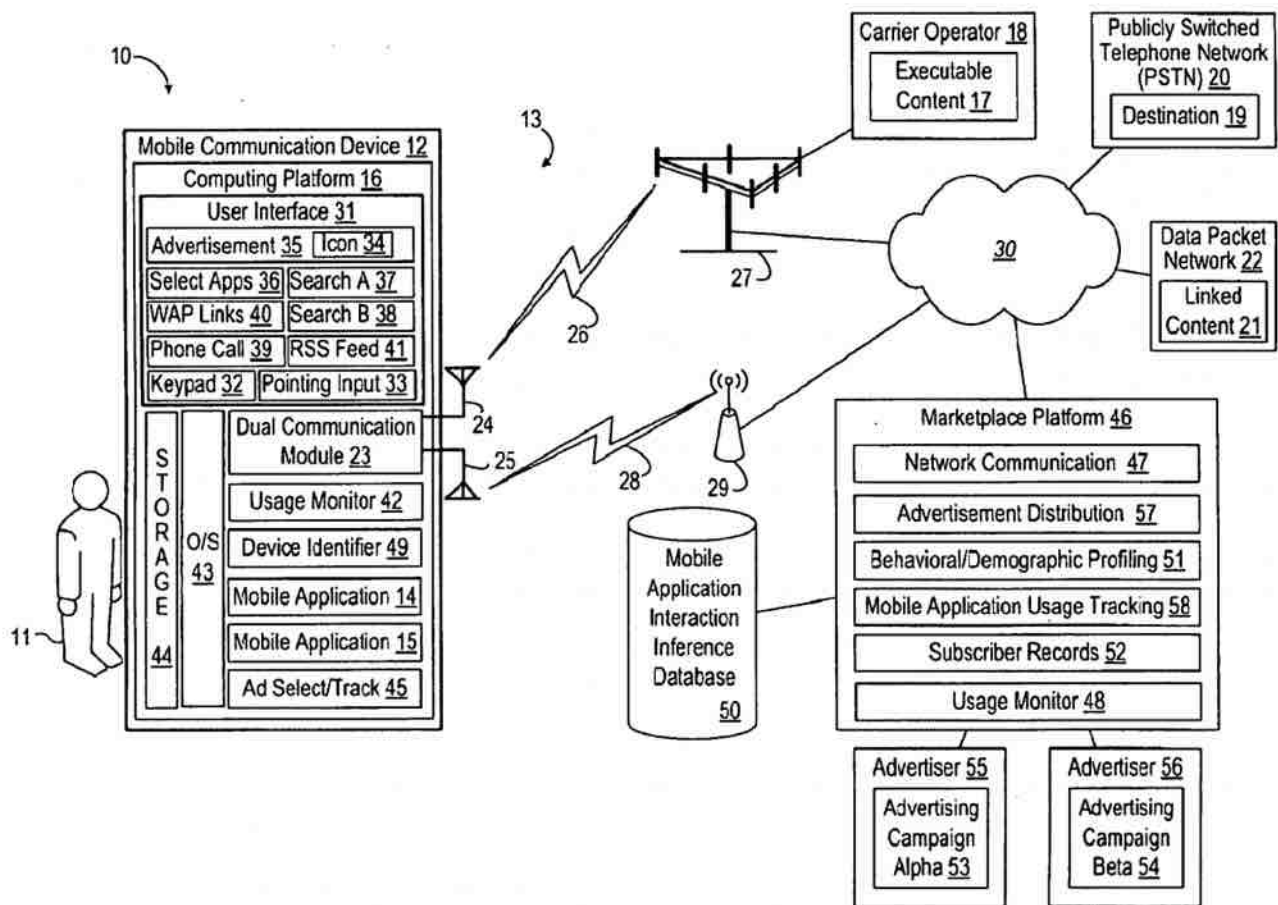 10
13
Mobile Communication Device 12
Computing Platform 16
User Interface 31
Advertisement 35
Icon 34
Select Apps 36
Search A 37
WAP Links 40
Search B 38
Phone Call 39
RSS Feed 41
Keypad 32
Pointing Input 33
STORAGE
44
O/S
43
Dual Communication
Module 23
Usage Monitor 42
Device Identifier 49
Mobile Application 14
Mobile Application 15
Ad Select/Track 45
11
24
25
26
27
28
29
Carrier Operator 18
Executable
Content 17
Publicly Switched
Telephone Network
(PSTN) 20
Destination 19
30
Data Packet
Network 22
Linked
Content 21
Mobile
Application
Interaction
Inference
Database
50
Marketplace Platform 46
Network Communication 47
Advertisement Distribution 57
Behavioral/Demographic Profiling 51
Mobile Application Usage Tracking 58
Subscriber Records 52
Usage Monitor 48
Advertiser 55
Advertising
Campaign
Alpha 53
Advertiser 56
Advertising
Campaign
Beta 54